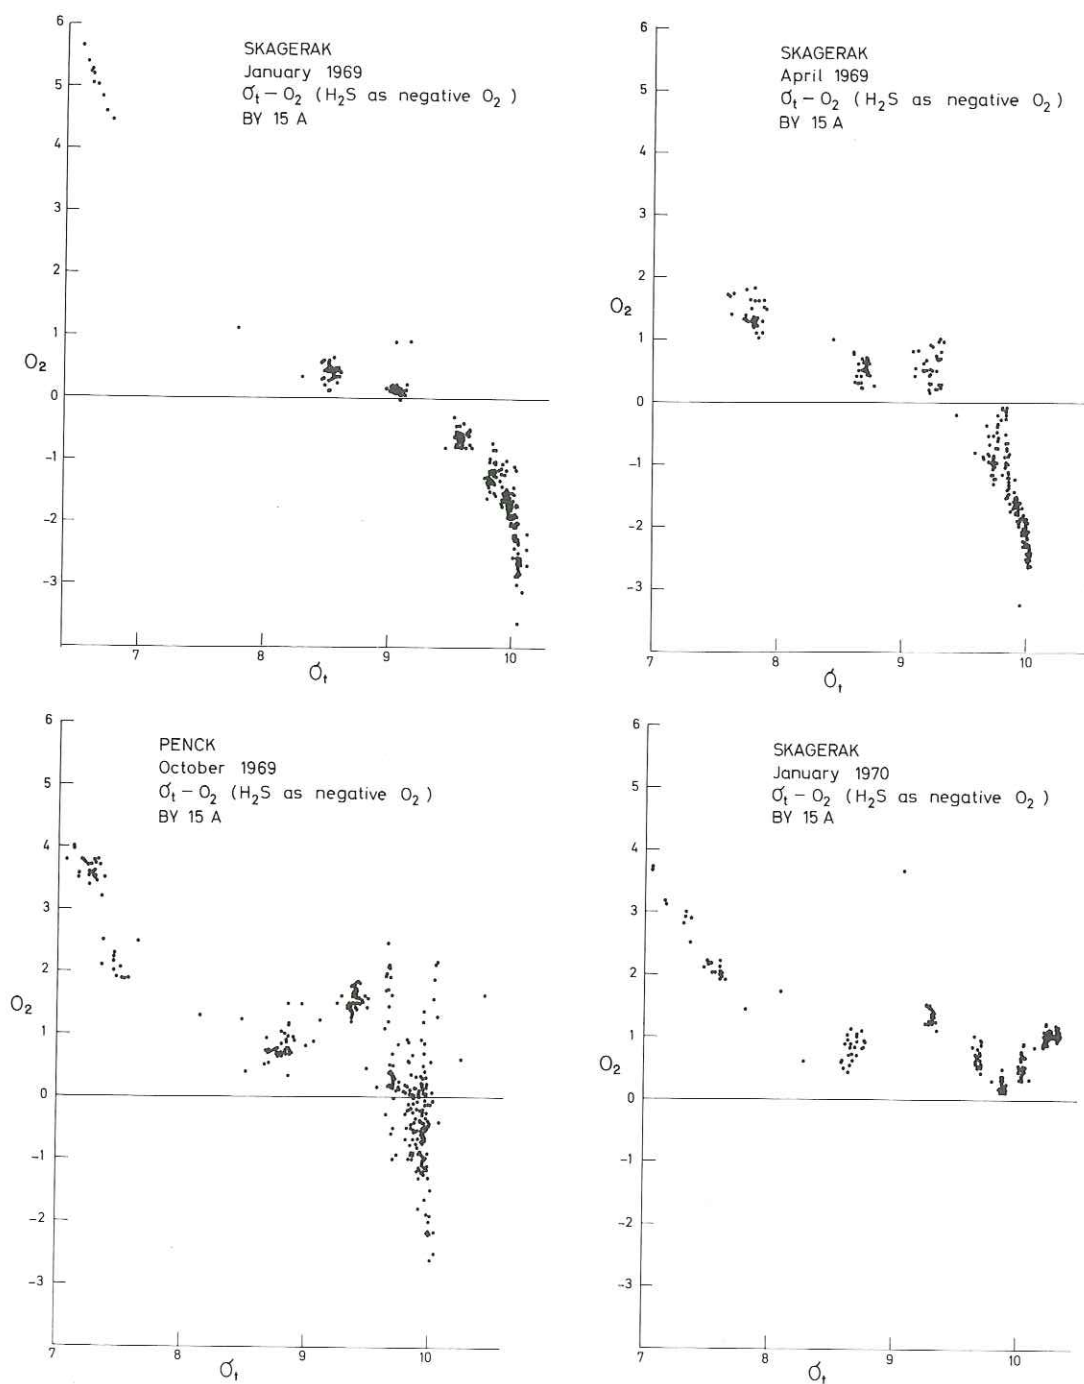 SKAGERAK
January 1969
σt – O2 (H2S as negative O2)
BY 15 A
6
5
4
3
2
1
0
-1
-2
-3
O2
7
8
9
10
σt
SKAGERAK
April 1969
σt – O2 (H2S as negative O2)
BY 15 A
6
5
4
3
2
1
0
-1
-2
-3
O2
7
8
9
10
σt
PENCK
October 1969
σt – O2 (H2S as negative O2)
BY 15 A
6
5
4
3
2
1
0
-1
-2
-3
O2
7
8
9
10
σt
SKAGERAK
January 1970
σt – O2 (H2S as negative O2)
BY 15 A
6
5
4
3
2
1
0
-1
-2
-3
O2
7
8
9
10
σt